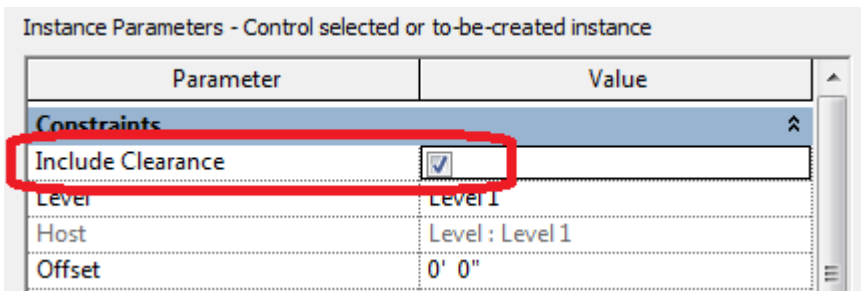 Instance Parameters - Control selected or to-be-created instance
Parameter Value
Constraints
Include Clearance
Level Level 1
Host Level : Level 1
Offset 0' 0"